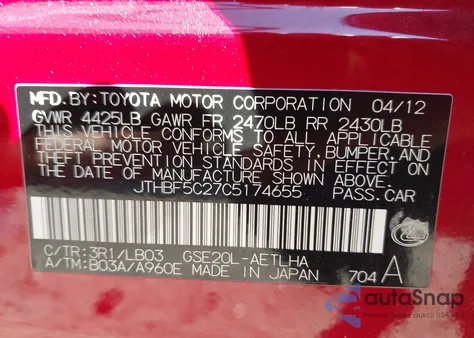 MFD. BY: TOYOTA MOTOR CORPORATION 04/12
GVWR 4425LB GAWR FR 2470LB RR 2430LB
THIS VEHICLE CONFORMS TO ALL APPLICABLE
FEDERAL MOTOR VEHICLE SAFETY, BUMPER, AND
THEFT PREVENTION STANDARDS IN EFFECT ON
THE DATE OF MANUFACTURE SHOWN ABOVE.
JTHBF5C27C5174655 PASS.CAR
C/TR:3R1/LB03 GSE20L-AETLHA
A/TM:B03A/A960E MADE IN JAPAN 704 A
autoSnap